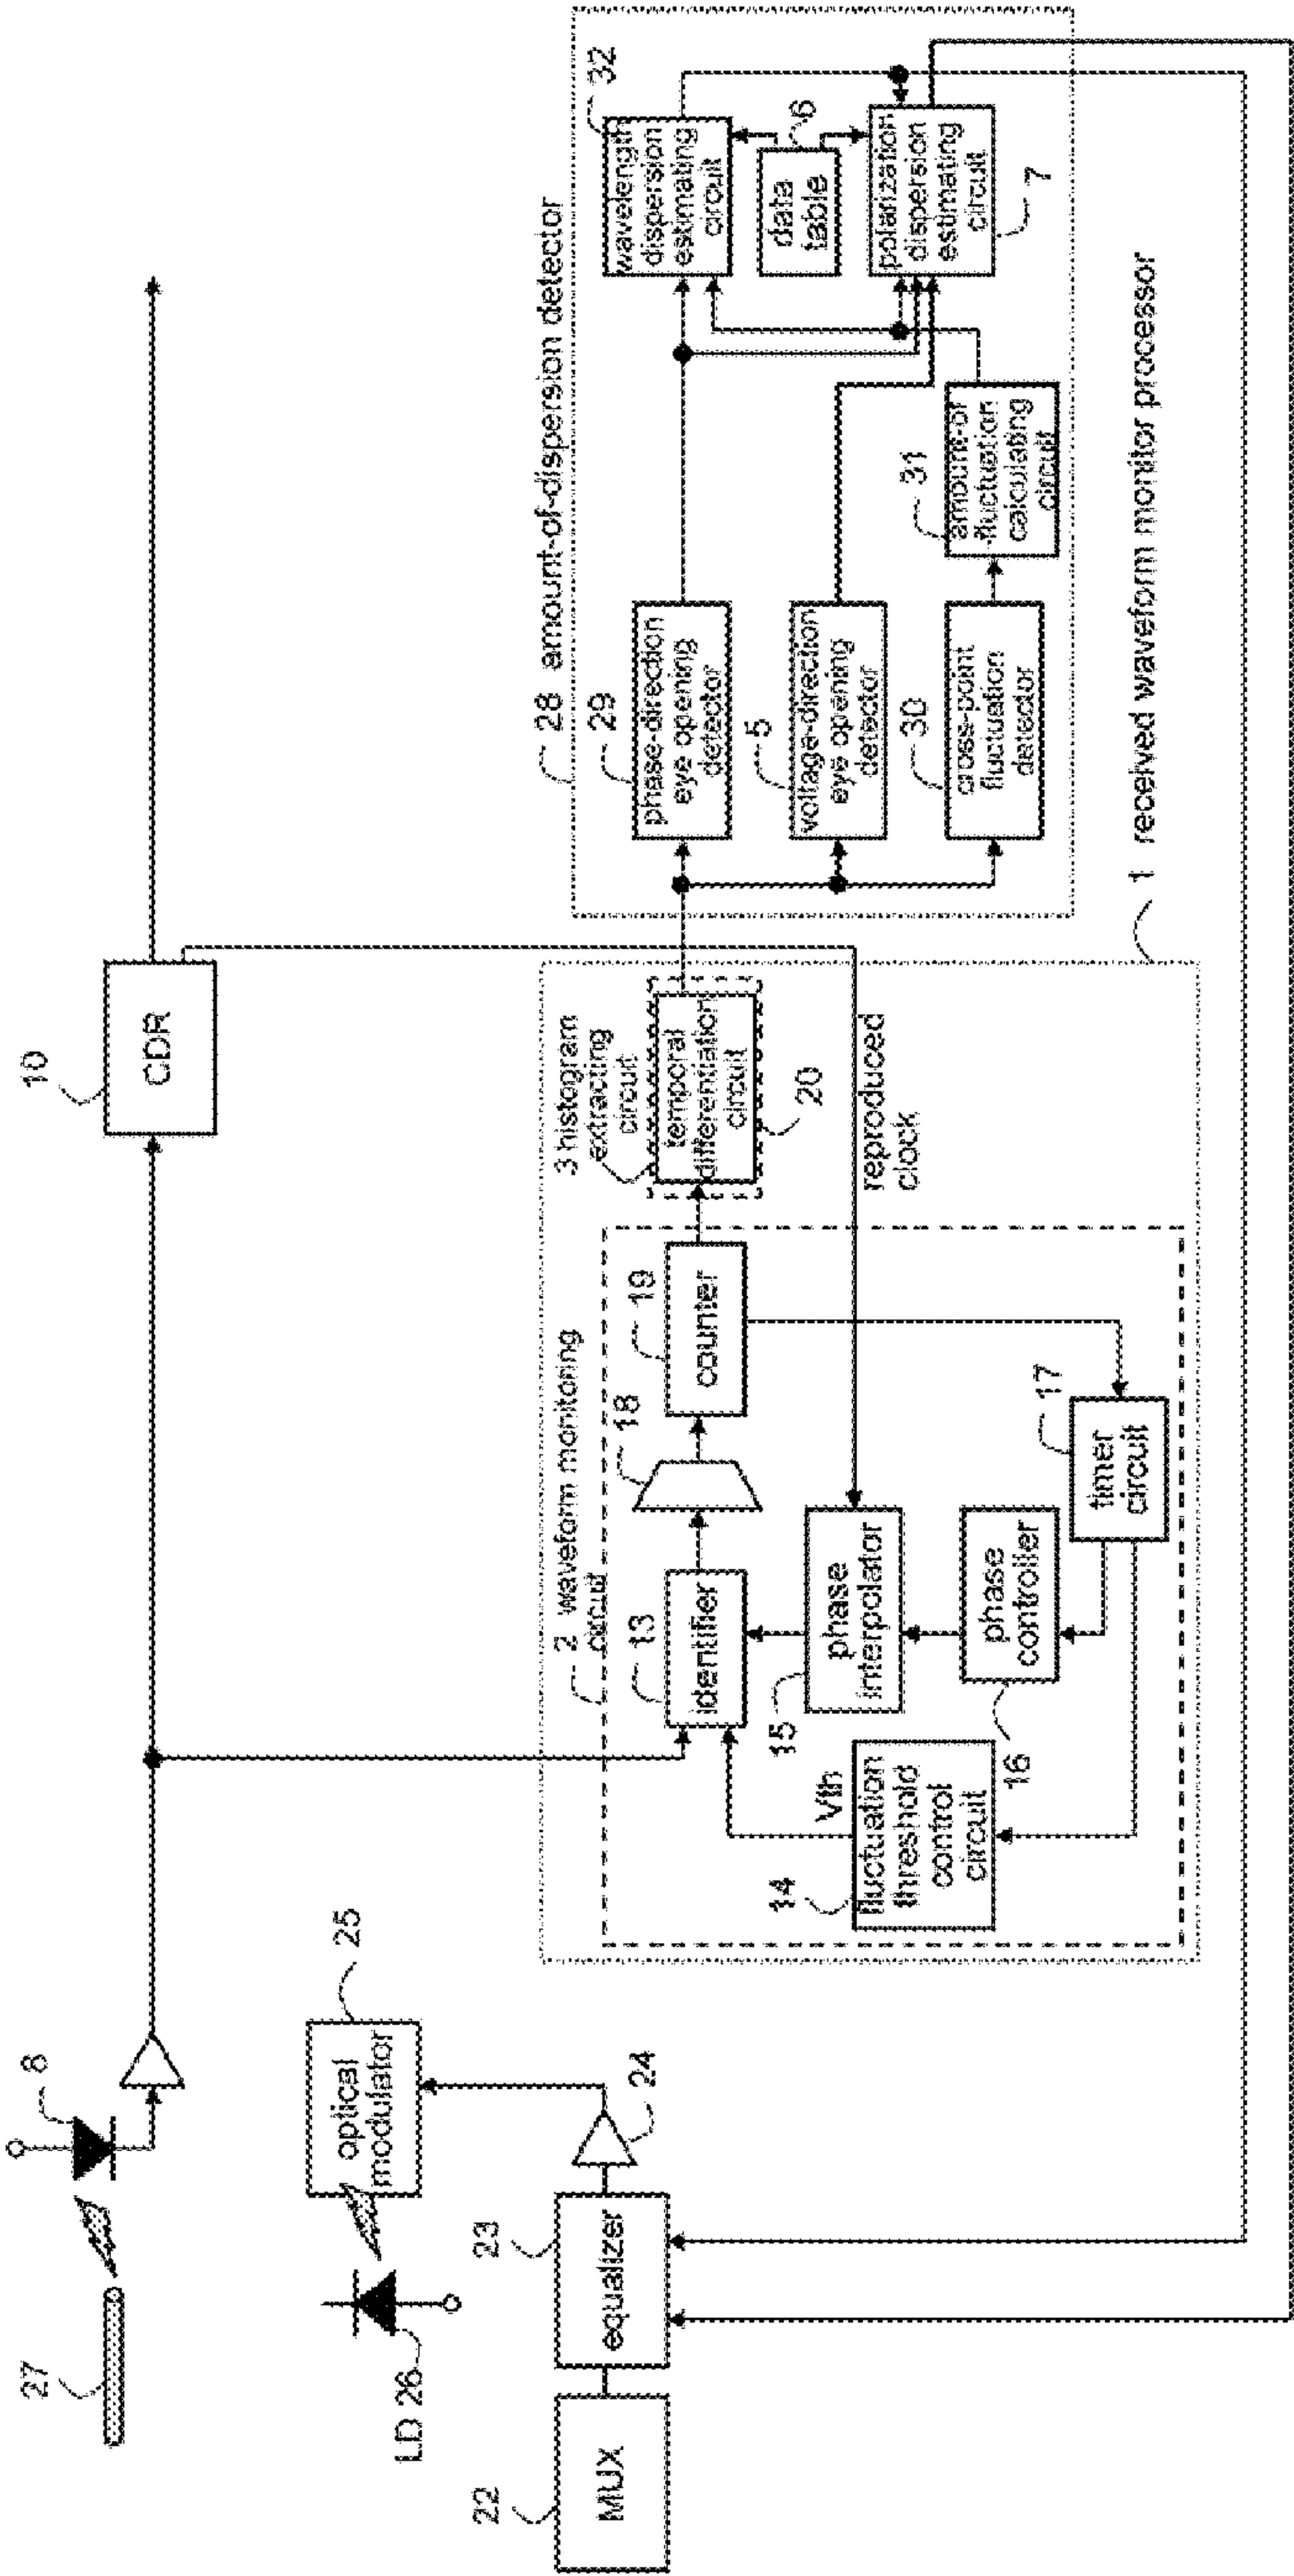 27
8
10
CDR
LD 26
25
optical
modulator
22
MUX
23
equalizer
24
2 waveform monitoring
circuit
13
identifier
18
19
counter
3 histogram
extracting
circuit
temporal
differentiation
circuit
20
14
Vth
fluctuation
threshold
control
circuit
15
phase
interpolator
16
phase
controller
17
timer
circuit
reproduced
clock
1 received waveform monitor processor
28 amount-of-dispersion detector
29
phase-direction
eye opening
detector
5
voltage-direction
eye opening
detector
30
cross-point
fluctuation
detector
31
amount-of
-fluctuation
calculating
circuit
32
wavelength
dispersion
estimating
circuit
data
table
6
polarization
dispersion
estimating
circuit
7